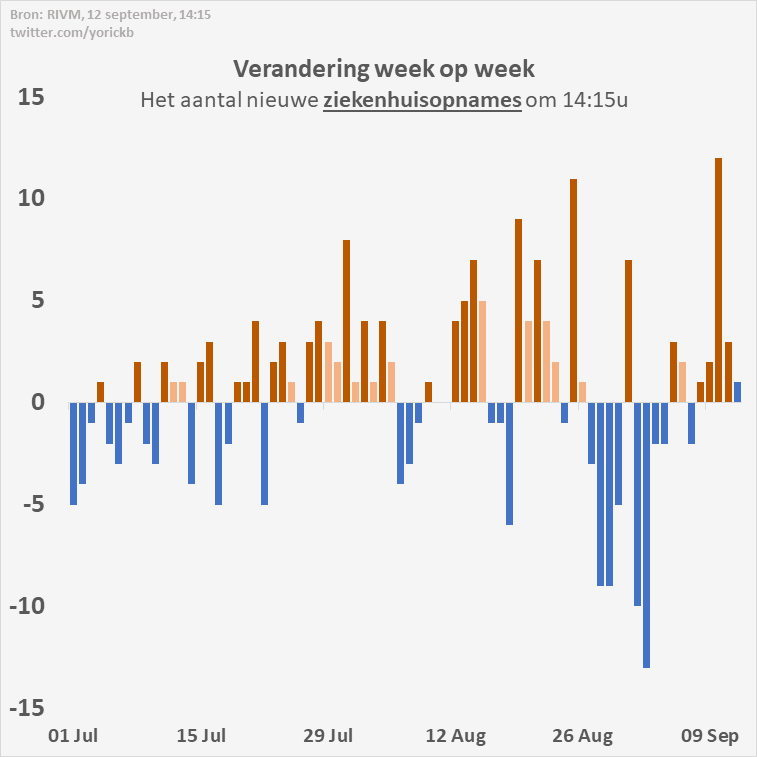 Bron: RIVM, 12 september, 14:15
twitter.com/yorickb
Verandering week op week
Het aantal nieuwe ziekenhuisopnames om 14:15u
15
10
5
0
-5
-10
-15
01 Jul 15 Jul 29 Jul 12 Aug 26 Aug 09 Sep